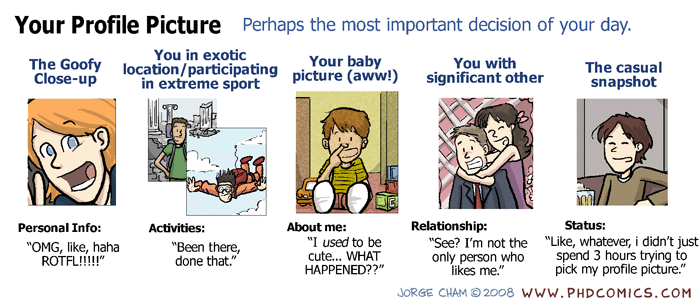 Your Profile Picture
Perhaps the most important decision of your day.
The Goofy
Close-up
You in exotic
location/participating
in extreme sport
Your baby
picture (aww!)
You with
significant other
The casual
snapshot
Personal Info:
"OMG, like, haha
ROTFL!!!!!"
Activities:
"Been there,
done that."
About me:
"I used to be
cute... WHAT
HAPPENED??"
Relationship:
"See? I'm not the
only person who
likes me."
Status:
"Like, whatever, i didn't just
spend 3 hours trying to
pick my profile picture."
JORGE CHAM © 2008
WWW.PHDCOMICS.COM